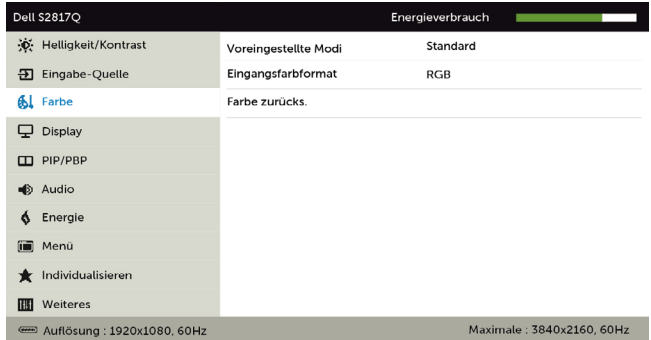 Dell S2817Q Energieverbrauch
Helligkeit/Kontrast
Voreingestellte Modi Standard
Eingabe-Quelle
Eingangsfarbformat RGB
Farbe
Farbe zurücks.
Display
PIP/PBP
Audio
Energie
Menü
Individualisieren
Weiteres
Auflösung : 1920x1080, 60Hz Maximale : 3840x2160, 60Hz